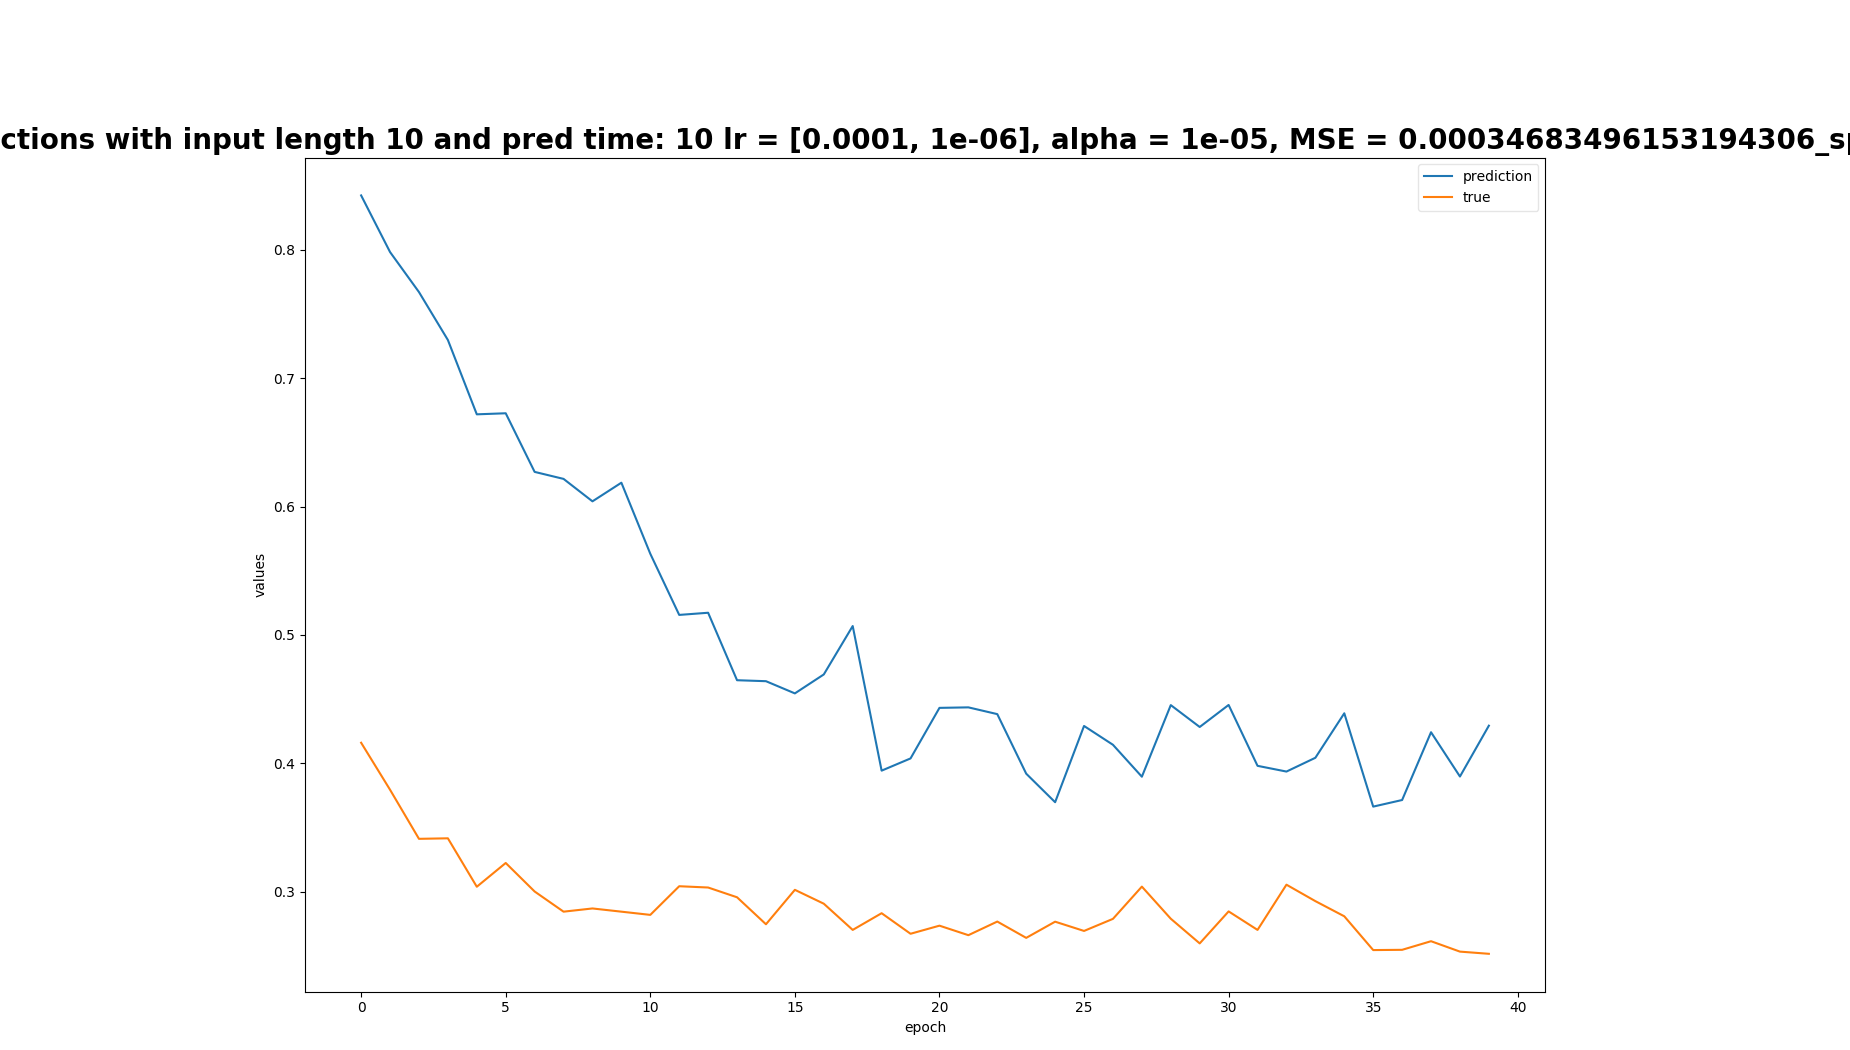 ctions with input length 10 and pred time: 10 lr = [0.0001, 1e-06], alpha = 1e-05, MSE = 0.00034683496153194306_sp
prediction
true
0.8
0.7
0.6
0.5
0.4
0.3
values
0 5 10 15 20 25 30 35 40
epoch